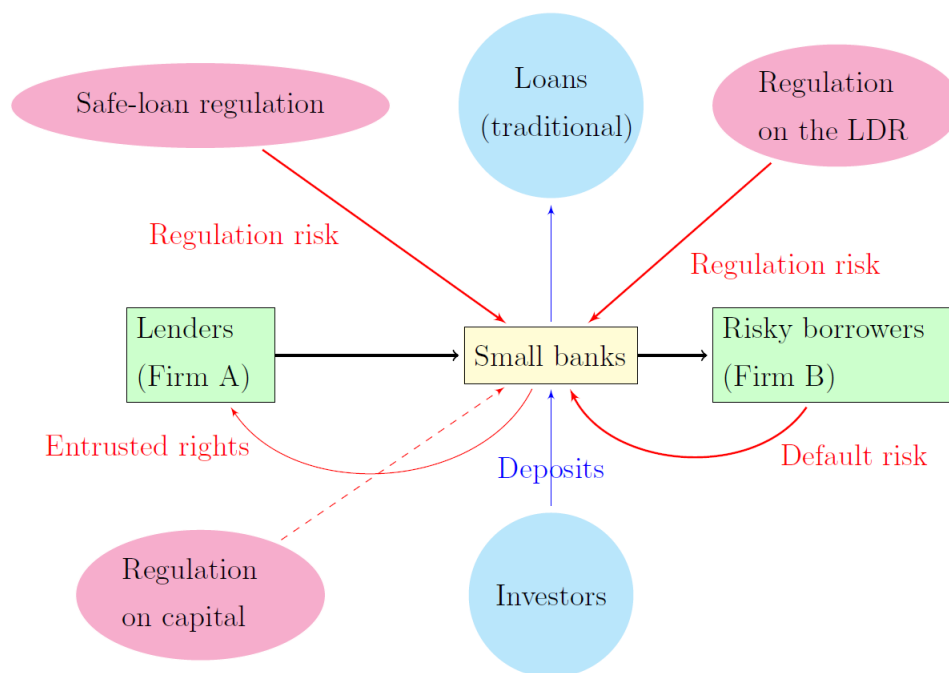 Safe-loan regulation
Loans
(traditional)
Regulation
on the LDR
Regulation risk
Regulation risk
Lenders
(Firm A)
Small banks
Risky borrowers
(Firm B)
Entrusted rights
Deposits
Default risk
Regulation
on capital
Investors